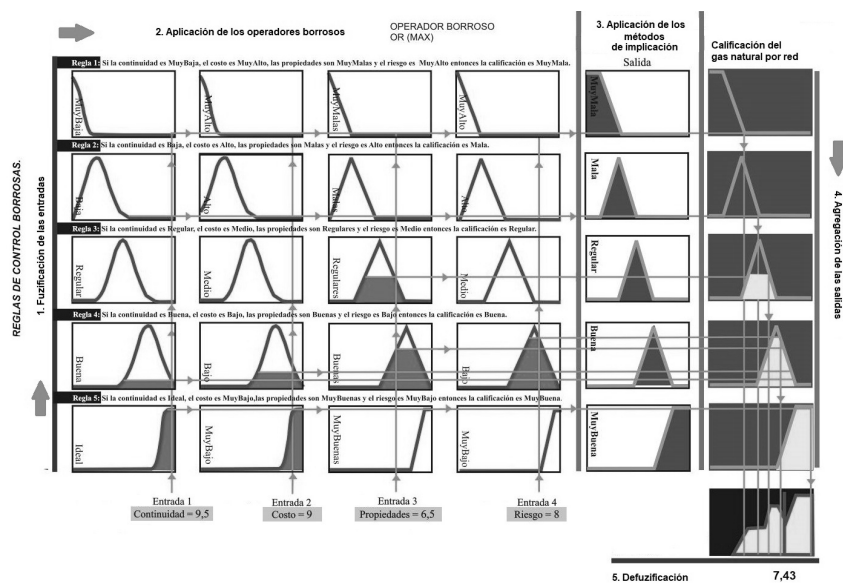 2. Aplicación de los operadores borrosos
OPERADOR BORROSO
OR (MAX)
3. Aplicación de los
métodos
de implicación
Salida
Calificación del
gas natural por red
REGLAS DE CONTROL BORROSAS.
1. Fuzificación de las entradas
Regla 1: Si la continuidad es MuyBaja, el costo es MuyAlto, las propiedades son MuyMalas y el riesgo es MuyAlto entonces la calificación es MuyMala.
MuyBaja
MuyAlto
MuyMalas
MuyAlto
MuyMala
Regla 2: Si la continuidad es Baja, el costo es Alto, las propiedades son Malas y el riesgo es Alto entonces la calificación es Mala.
Baja
Alto
Malas
Alto
Mala
Regla 3: Si la continuidad es Regular, el costo es Medio, las propiedades son Regulares y el riesgo es Medio entonces la calificación es Regular.
Regular
Medio
Regulares
Medio
Regular
Regla 4: Si la continuidad es Buena, el costo es Bajo, las propiedades son Buenas y el riesgo es Bajo entonces la calificación es Buena.
Buena
Bajo
Buenas
Bajo
Buena
Regla 5: Si la continuidad es Ideal, el costo es MuyBajo,las propiedades son MuyBuenas y el riesgo es MuyBajo entonces la calificación es MuyBuena.
Ideal
MuyBajo
MuyBuenas
MuyBajo
MuyBuena
4. Agregación de las salidas
Entrada 1
Continuidad = 9,5
Entrada 2
Costo = 9
Entrada 3
Propiedades = 6,5
Entrada 4
Riesgo = 8
5. Defuzificación
7,43